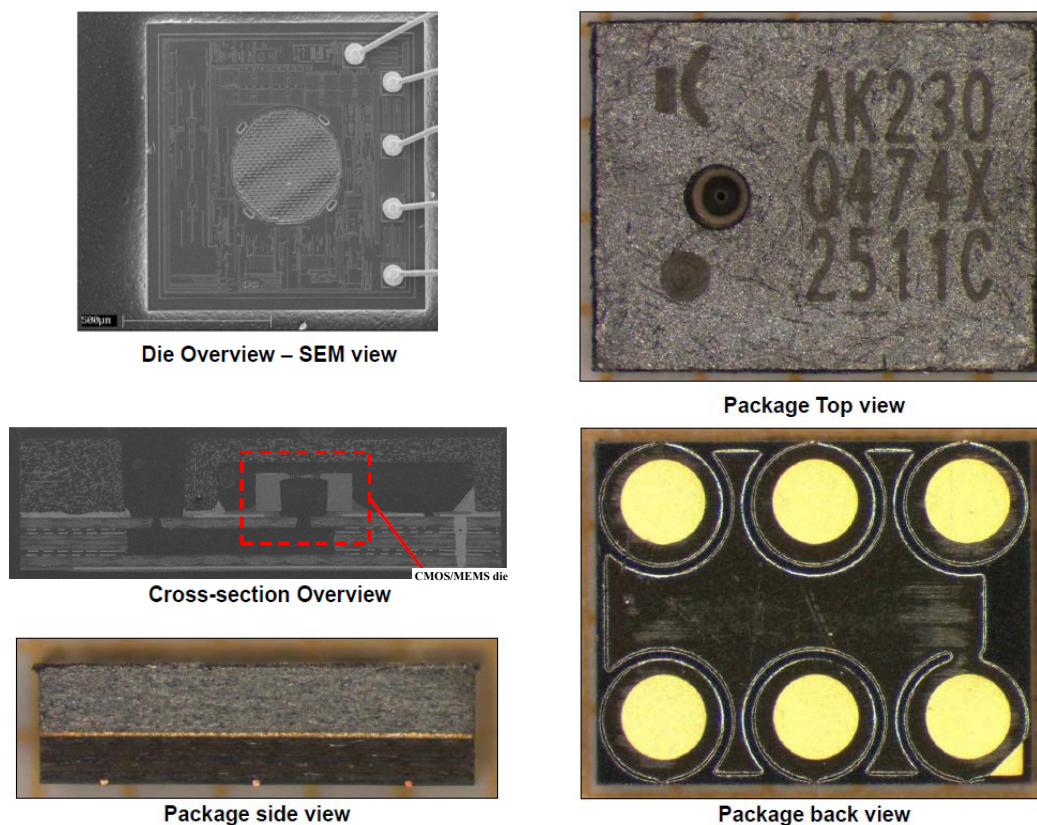 500µm
Die Overview – SEM view
AK230
Q474X
2511C
Package Top view
CMOS/MEMS die
Cross-section Overview
Package side view
Package back view